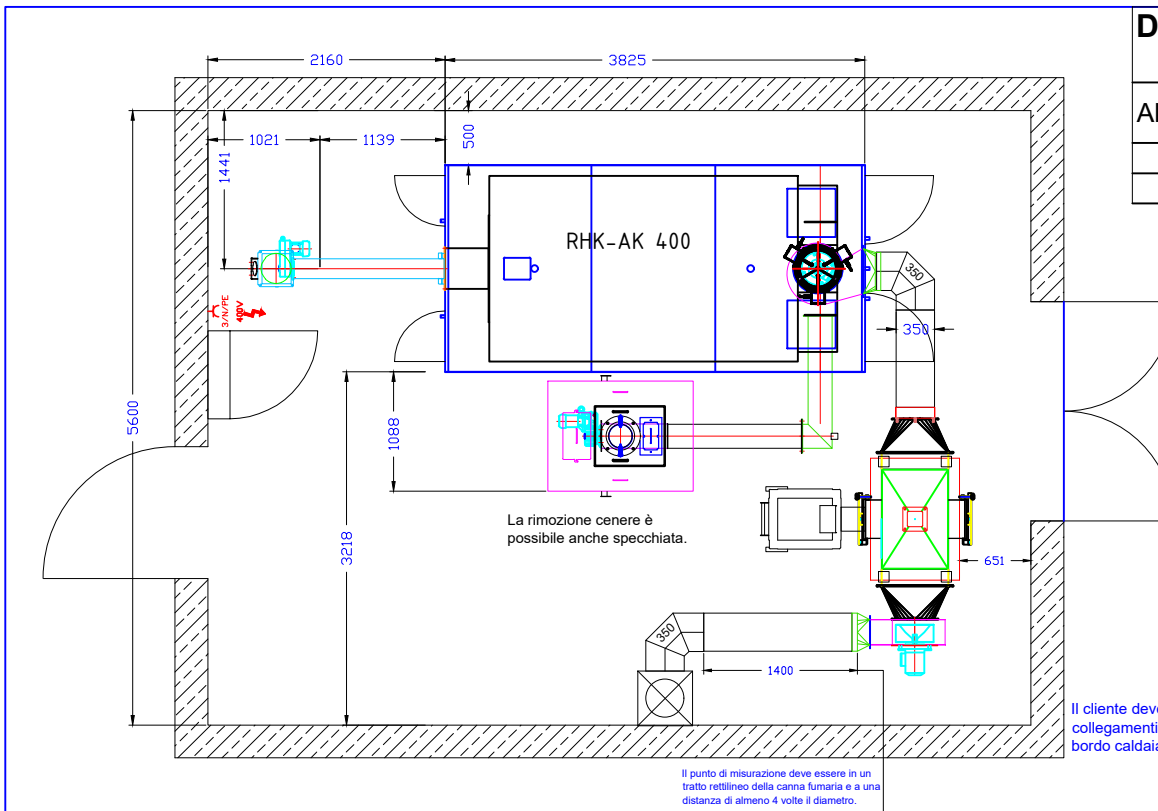 D
2160
3825
Al
1021
1139
500
1441
RHK-AK 400
350
3/N/PE
400V
350
5600
1088
La rimozione cenere è
possibile anche specchiata.
3218
651
350
1400
Il cliente deve
collegamenti
bordo caldaia
Il punto di misurazione deve essere in un
tratto rettilineo della canna fumaria e a una
distanza di almeno 4 volte il diametro.